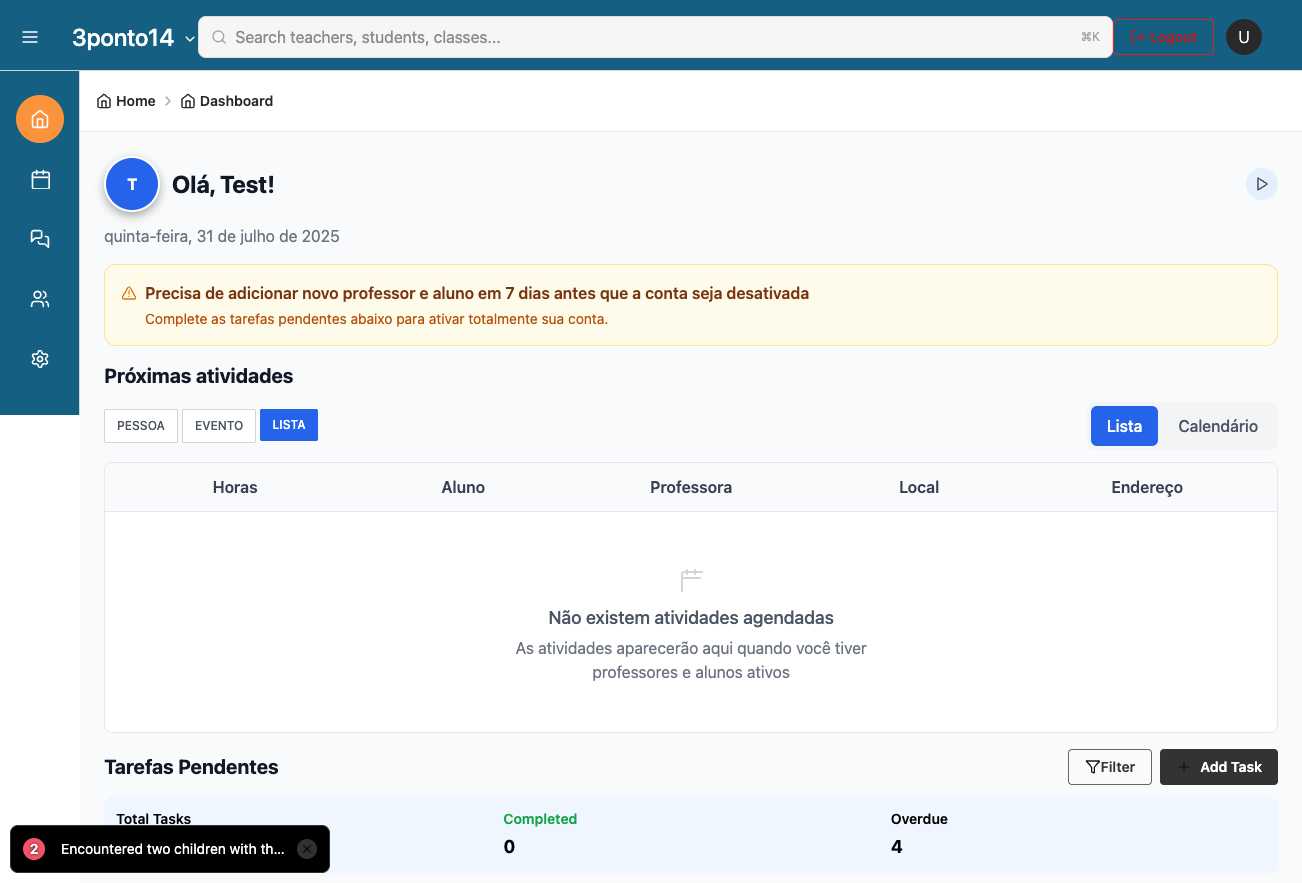 3ponto14
Search teachers, students, classes...
⌘K
Logout
U
Home
Dashboard
T
Olá, Test!
quinta-feira, 31 de julho de 2025
Precisa de adicionar novo professor e aluno em 7 dias antes que a conta seja desativada
Complete as tarefas pendentes abaixo para ativar totalmente sua conta.
Próximas atividades
PESSOA
EVENTO
LISTA
Lista
Calendário
Horas
Aluno
Professora
Local
Endereço
Não existem atividades agendadas
As atividades aparecerão aqui quando você tiver
professores e alunos ativos
Tarefas Pendentes
Filter
Add Task
Total Tasks
Completed
Overdue
0
4
2
Encountered two children with th...